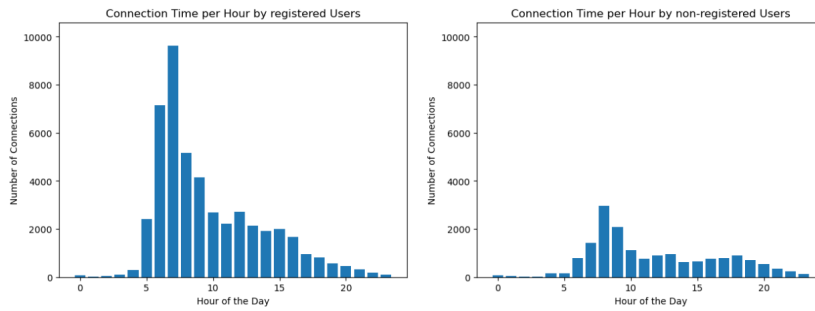 Connection Time per Hour by registered Users
10000
8000
6000
4000
2000
0
Number of Connections
0 5 10 15 20
Hour of the Day
Connection Time per Hour by non-registered Users
10000
8000
6000
4000
2000
0
Number of Connections
0 5 10 15 20
Hour of the Day